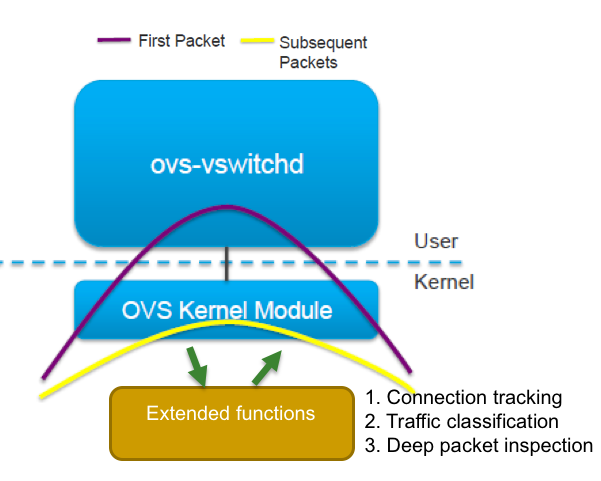 First Packet
Subsequent
Packets
ovs-vswitchd
User
Kernel
OVS Kernel Module
Extended functions
1. Connection tracking
2. Traffic classification
3. Deep packet inspection